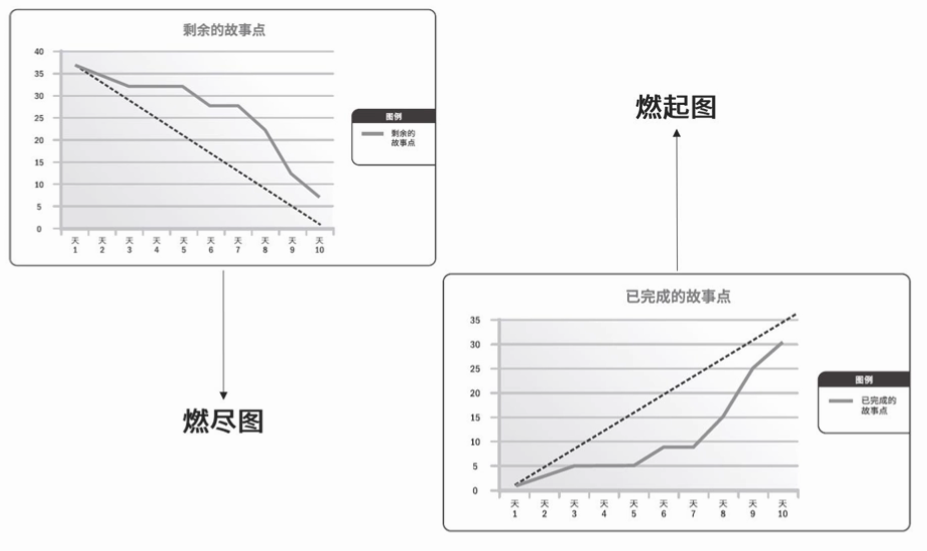 剩余的故事点
40
35
30
25
20
15
10
5
0
天 天 天 天 天 天 天 天 天 天
1 2 3 4 5 6 7 8 9 10
图例
剩余的
故事点
燃尽图
燃起图
已完成的故事点
35
30
25
20
15
10
5
0
天 天 天 天 天 天 天 天 天 天
1 2 3 4 5 6 7 8 9 10
图例
已完成的
故事点